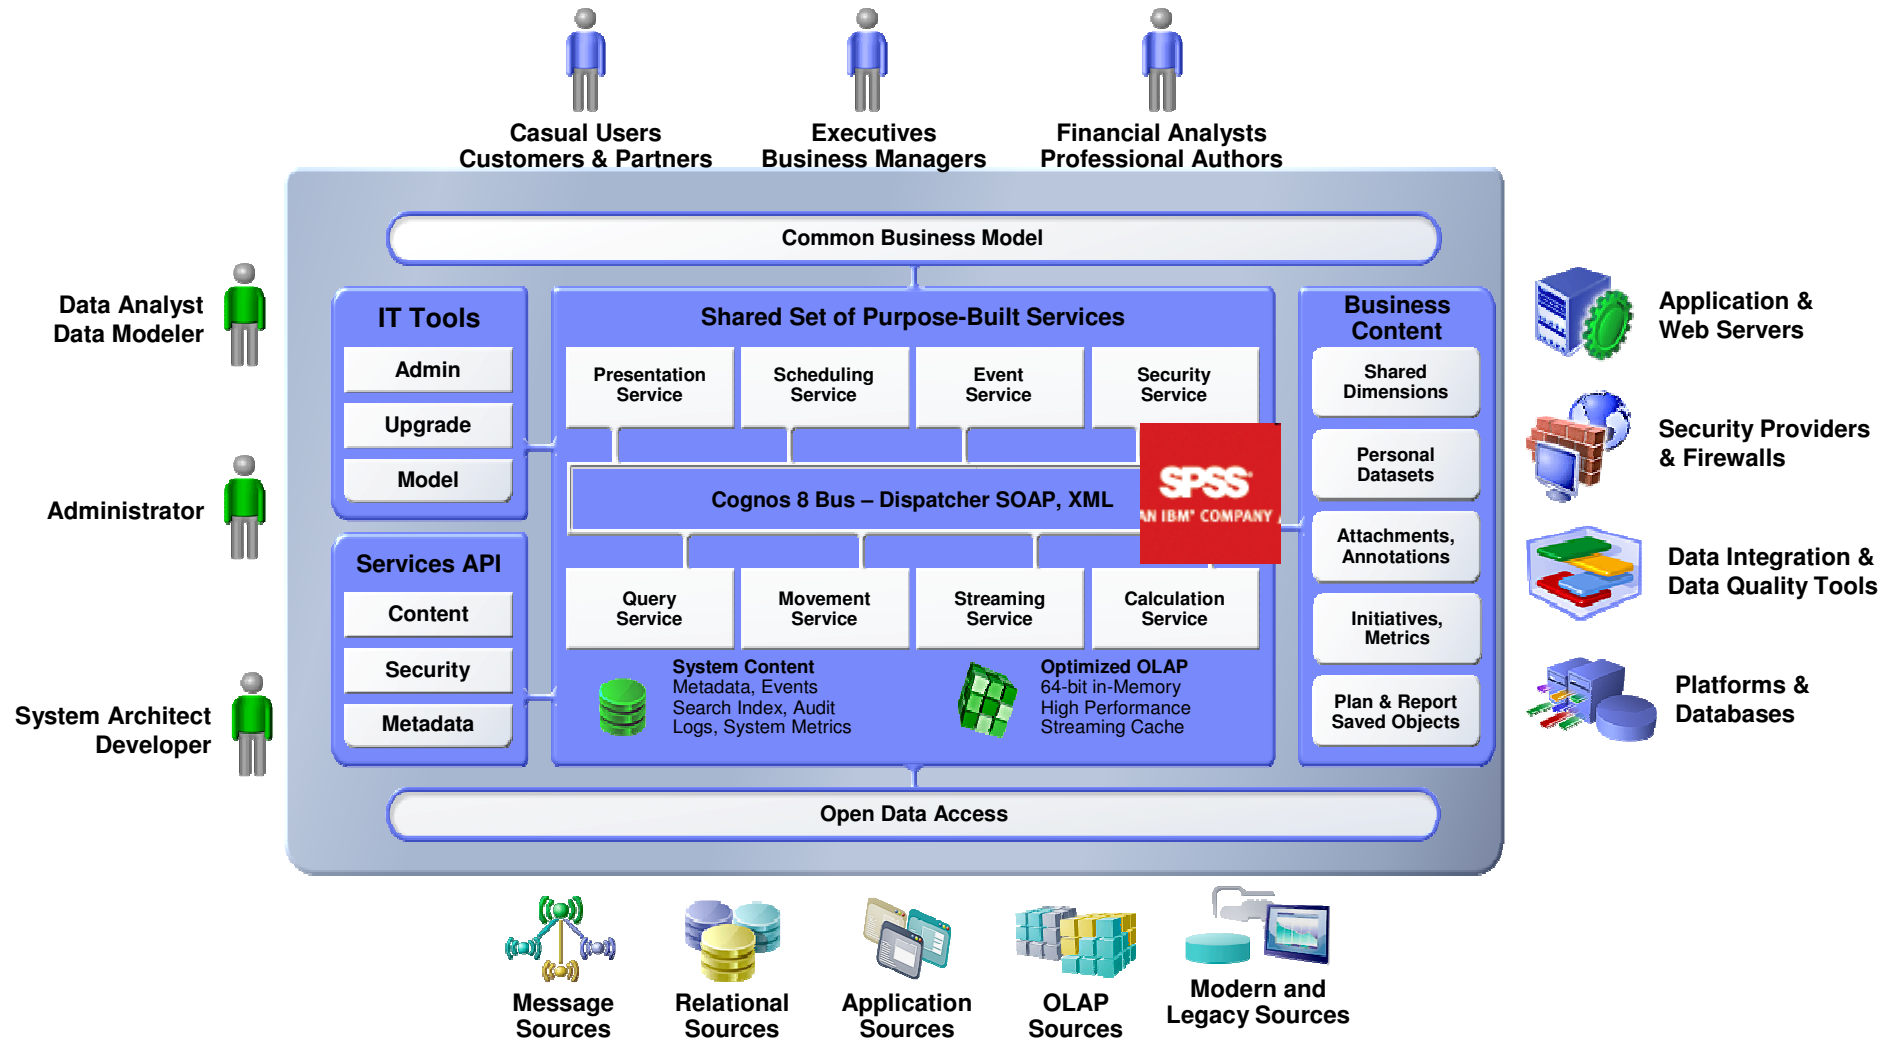 Casual Users
Customers & Partners
Executives
Business Managers
Financial Analysts
Professional Authors
Common Business Model
Data Analyst
Data Modeler
Administrator
System Architect
Developer
IT Tools
Admin
Upgrade
Model
Services API
Content
Security
Metadata
Shared Set of Purpose-Built Services
Presentation
Service
Scheduling
Service
Event
Service
Security
Service
Cognos 8 Bus – Dispatcher SOAP, XML
SPSS
AN IBM® COMPANY
Query
Service
Movement
Service
Streaming
Service
Calculation
Service
System Content
Metadata, Events
Search Index, Audit
Logs, System Metrics
Optimized OLAP
64-bit in-Memory
High Performance
Streaming Cache
Business
Content
Shared
Dimensions
Personal
Datasets
Attachments,
Annotations
Initiatives,
Metrics
Plan & Report
Saved Objects
Application &
Web Servers
Security Providers
& Firewalls
Data Integration &
Data Quality Tools
Platforms &
Databases
Open Data Access
Message
Sources
Relational
Sources
Application
Sources
OLAP
Sources
Modern and
Legacy Sources